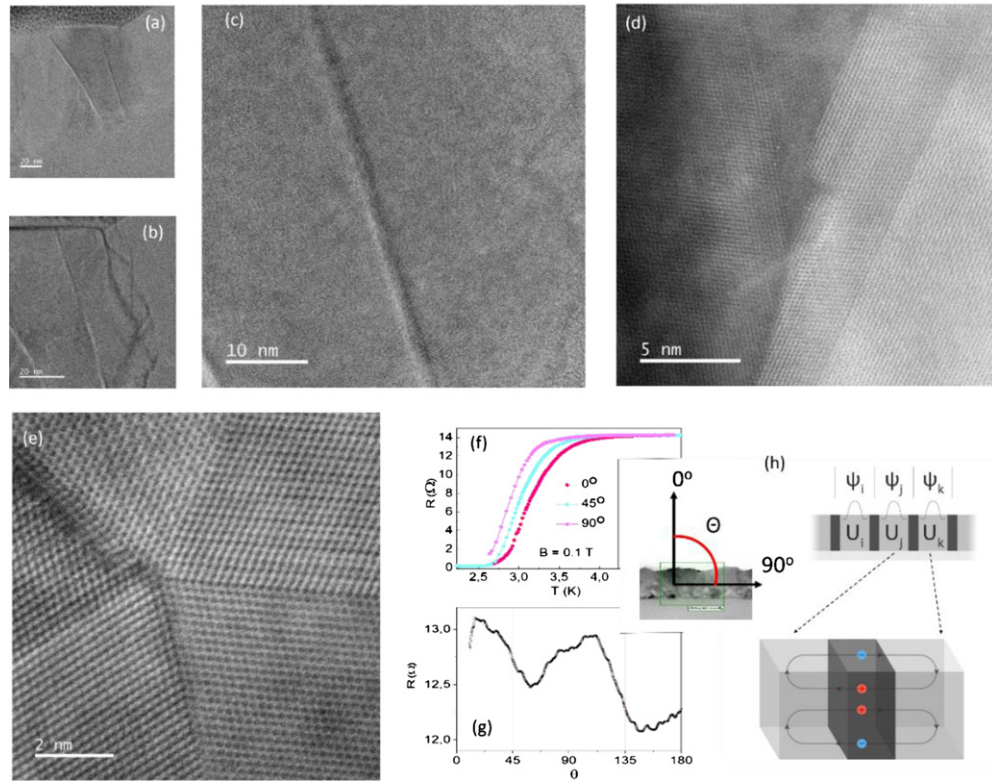 (a)
20 nm
(b)
20 nm
(c)
10 nm
(d)
5 nm
(e)
2 nm
(f)
R (Ω)
14
12
10
8
6
4
2
0
0°
45°
90°
B = 0.1 T
2,5
3,0
3,5
4,0
T (K)
(g)
R (Ω)
13,0
12,5
12,0
0
45
90
135
180
θ
0°
Θ
90°
(h)
ψi ψj ψk
Ui Uj Uk
− 
+
+
−